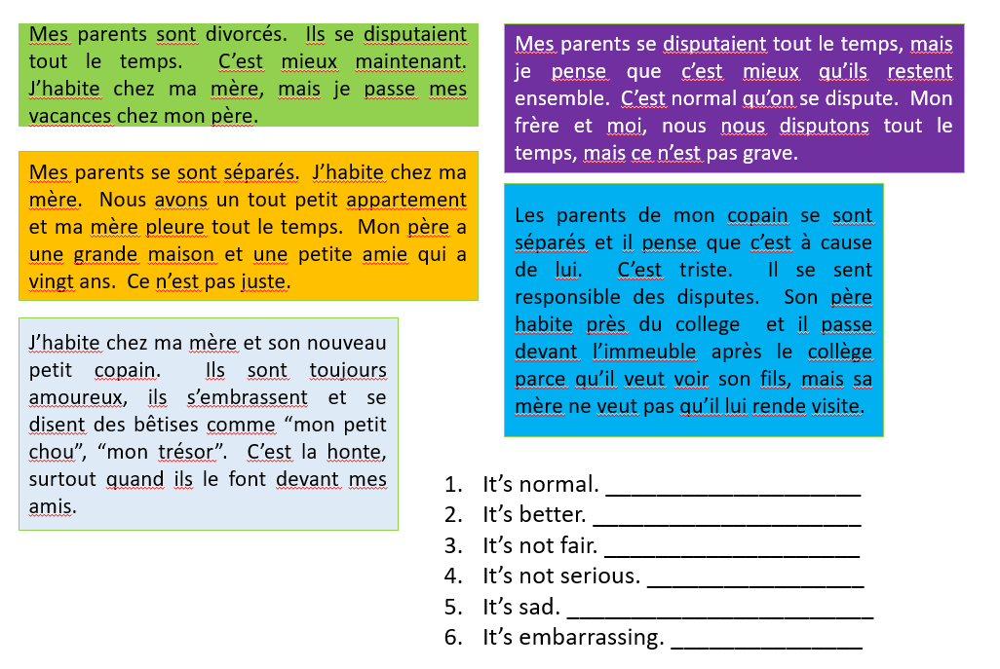 Mes parents sont divorcés. Ils se disputaient
tout le temps. C’est mieux maintenant.
J’habite chez ma mère, mais je passe mes
vacances chez mon père.
Mes parents se sont séparés. J’habite chez ma
mère. Nous avons un tout petit appartement
et ma mère pleure tout le temps. Mon père a
une grande maison et une petite amie qui a
vingt ans. Ce n’est pas juste.
J’habite chez ma mère et son nouveau
petit copain. Ils sont toujours
amoureux, ils s’embrassent et se
disent des bêtises comme “mon petit
chou”, “mon trésor”. C’est la honte,
surtout quand ils le font devant mes
amis.
Mes parents se disputaient tout le temps, mais
je pense que c’est mieux qu’ils restent
ensemble. C’est normal qu’on se dispute. Mon
frère et moi, nous nous disputons tout le
temps, mais ce n’est pas grave.
Les parents de mon copain se sont
séparés et il pense que c’est à cause
de lui. C’est triste. Il se sent
responsible des disputes. Son père
habite près du college et il passe
devant l’immeuble après le collège
parce qu’il veut voir son fils, mais sa
mère ne veut pas qu’il lui rende visite.
1. It’s normal. ____________________
2. It’s better. _____________________
3. It’s not fair. ____________________
4. It’s not serious. _________________
5. It’s sad. ________________________
6. It’s embarrassing. _______________